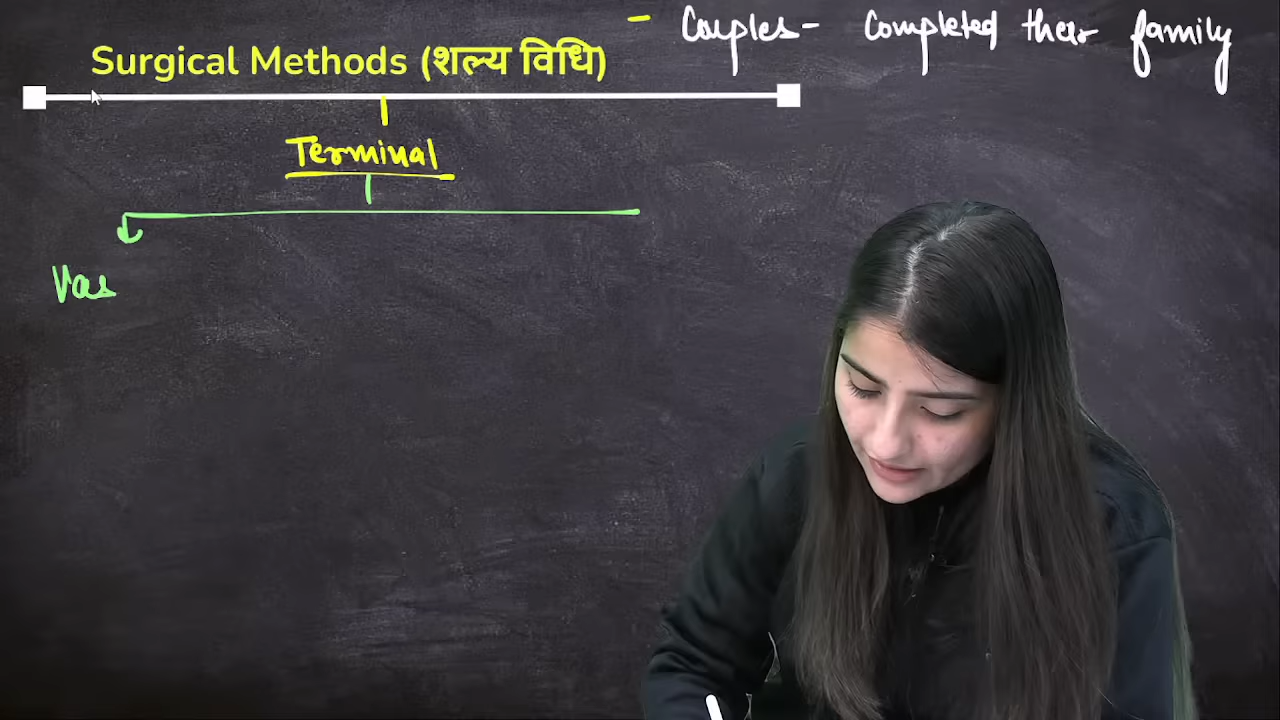 - Couples- Completed their family
Surgical Methods (शल्य विधि)
Terminal
Vas